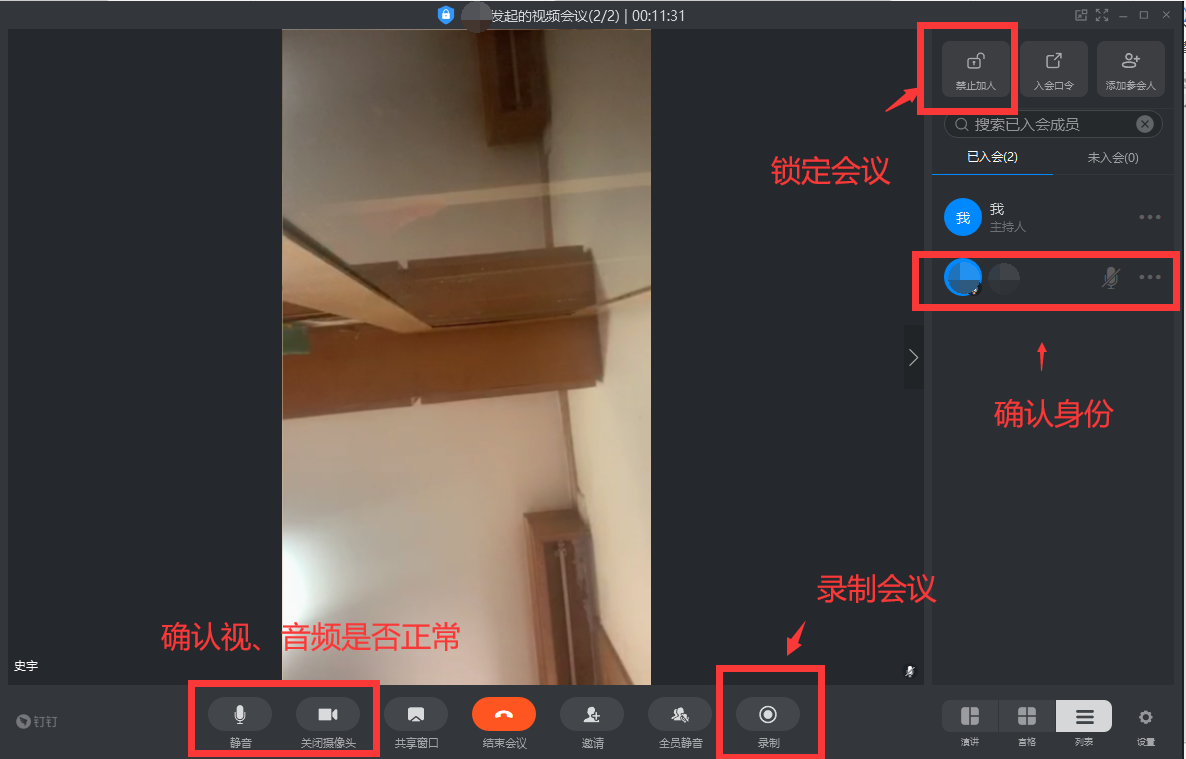 发起的视频会议(2/2) | 00:11:31
禁止加人
入会口令
添加参会人
搜索已入会成员
锁定会议
已入会(2)
未入会(0)
我
我
主持人
确认身份
录制会议
确认视、音频是否正常
史宇
钉钉
静音
关闭摄像头
共享窗口
结束会议
邀请
全员静音
录制
演讲
宫格
列表
设置